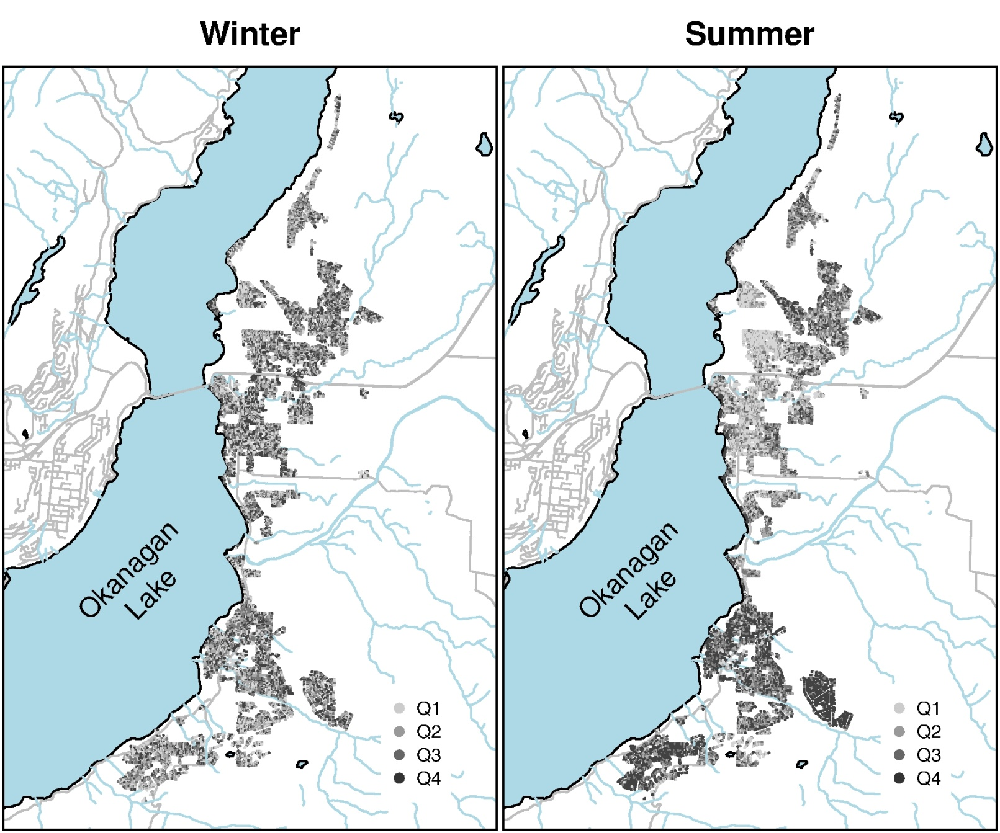 Winter
Summer
Okanagan
Lake
Q1
Q2
Q3
Q4
Okanagan
Lake
Q1
Q2
Q3
Q4